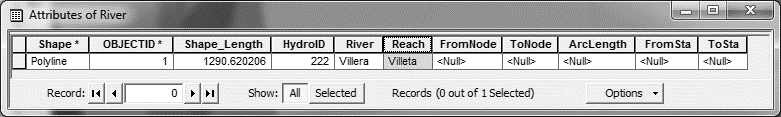 Attributes of River
Shape * OBJECTID * Shape_Length HydroID River Reach FromNode ToNode ArcLength FromSta ToSta
Polyline 1 1290.620206 222 Villera Villeta <Null> <Null> <Null> <Null> <Null>
Record: 0 Show: All Selected Records (0 out of 1 Selected) Options